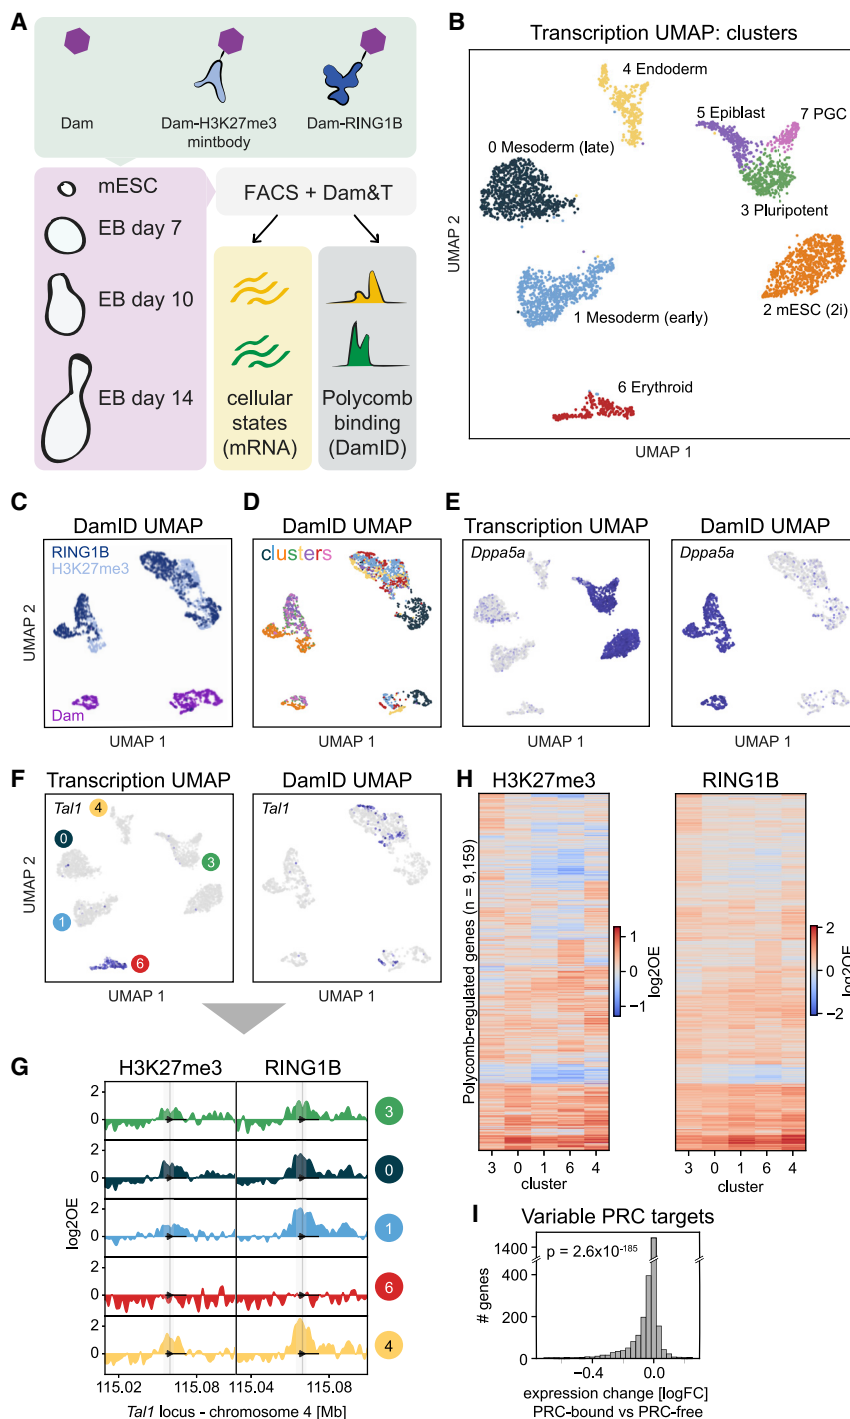 A
Dam
Dam-H3K27me3
mintbody
Dam-RING1B
mESC
EB day 7
EB day 10
EB day 14
FACS + Dam&T
cellular
states
(mRNA)
Polycomb
binding
(DamID)
B
Transcription UMAP: clusters
4 Endoderm
5 Epiblast
7 PGC
0 Mesoderm (late)
3 Pluripotent
1 Mesoderm (early)
2 mESC (2i)
6 Erythroid
UMAP 2
UMAP 1
C
DamID UMAP
RING1B
H3K27me3
Dam
UMAP 2
UMAP 1
D
DamID UMAP
clusters
UMAP 1
E
Transcription UMAP
Dppa5a
UMAP 1
DamID UMAP
Dppa5a
UMAP 1
F
Transcription UMAP
Tal1
4
0
3
1
6
UMAP 2
UMAP 1
DamID UMAP
Tal1
UMAP 1
G
H3K27me3
RING1B
2
0
3
2
0
0
2
0
1
2
0
6
2
0
4
log2OE
115.02
115.08
115.04
115.10
Tal1 locus - chromosome 4 [Mb]
H
H3K27me3
RING1B
Polycomb-regulated genes (n = 9,159)
1
0
−1
log2OE
2
0
−2
log2OE
3 0 1 6 4
cluster
3 0 1 6 4
cluster
I
Variable PRC targets
p = 2.6x10⁻¹⁸⁵
1400
400
200
0
# genes
−0.4
0.0
expression change [logFC]
PRC-bound vs PRC-free